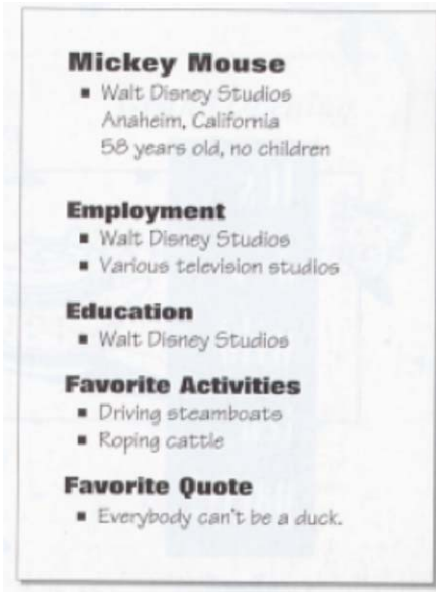 Mickey Mouse
▪ Walt Disney Studios
Anaheim, California
58 years old, no children
Employment
▪ Walt Disney Studios
▪ Various television studios
Education
▪ Walt Disney Studios
Favorite Activities
▪ Driving steamboats
▪ Roping cattle
Favorite Quote
▪ Everybody can't be a duck.